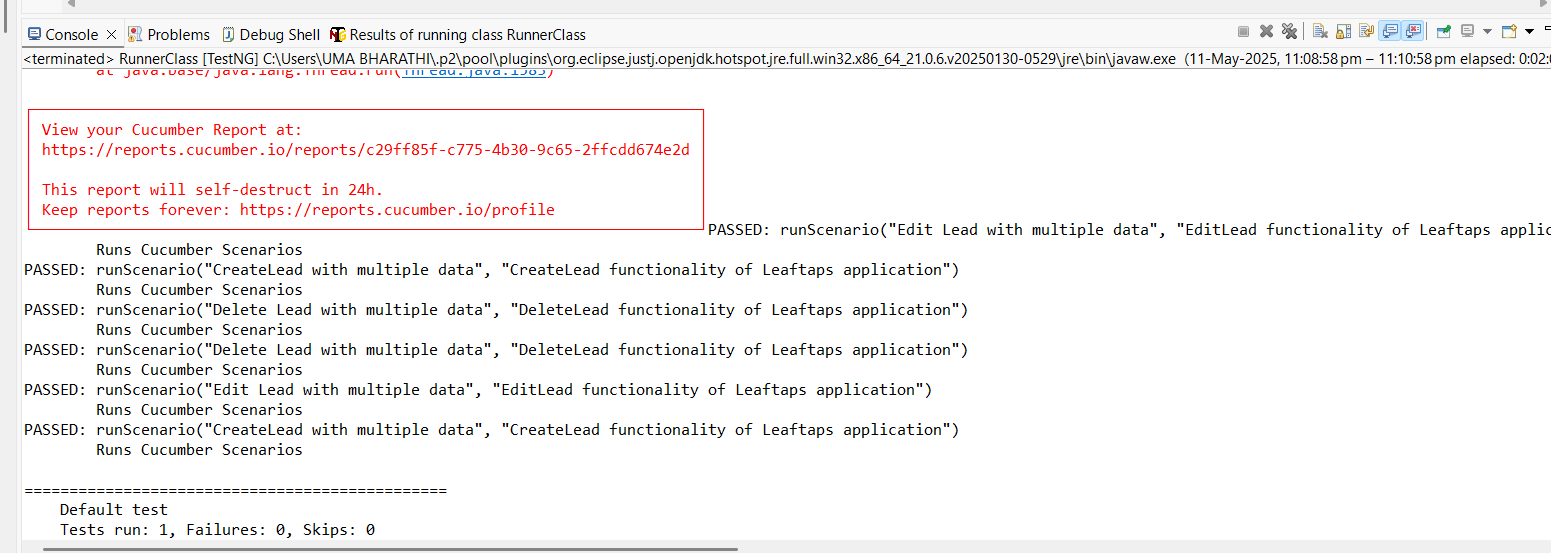 Console Problems Debug Shell Results of running class RunnerClass
<terminated> RunnerClass [TestNG] C:\Users\UMA BHARATHI\.p2\pool\plugins\org.eclipse.justj.openjdk.hotspot.jre.full.win32.x86_64_21.0.6.v20250130-0529\jre\bin\javaw.exe (11-May-2025, 11:08:58 pm – 11:10:58 pm elapsed: 0:02:0
at java.base/java.lang.Thread.run(Thread.java:1583)
View your Cucumber Report at:
https://reports.cucumber.io/reports/c29ff85f-c775-4b30-9c65-2ffcdd674e2d
This report will self-destruct in 24h.
Keep reports forever: https://reports.cucumber.io/profile
PASSED: runScenario("Edit Lead with multiple data", "EditLead functionality of Leaftaps applic
Runs Cucumber Scenarios
PASSED: runScenario("CreateLead with multiple data", "CreateLead functionality of Leaftaps application")
Runs Cucumber Scenarios
PASSED: runScenario("Delete Lead with multiple data", "DeleteLead functionality of Leaftaps application")
Runs Cucumber Scenarios
PASSED: runScenario("Delete Lead with multiple data", "DeleteLead functionality of Leaftaps application")
Runs Cucumber Scenarios
PASSED: runScenario("Edit Lead with multiple data", "EditLead functionality of Leaftaps application")
Runs Cucumber Scenarios
PASSED: runScenario("CreateLead with multiple data", "CreateLead functionality of Leaftaps application")
Runs Cucumber Scenarios
===============================================
Default test
Tests run: 1, Failures: 0, Skips: 0